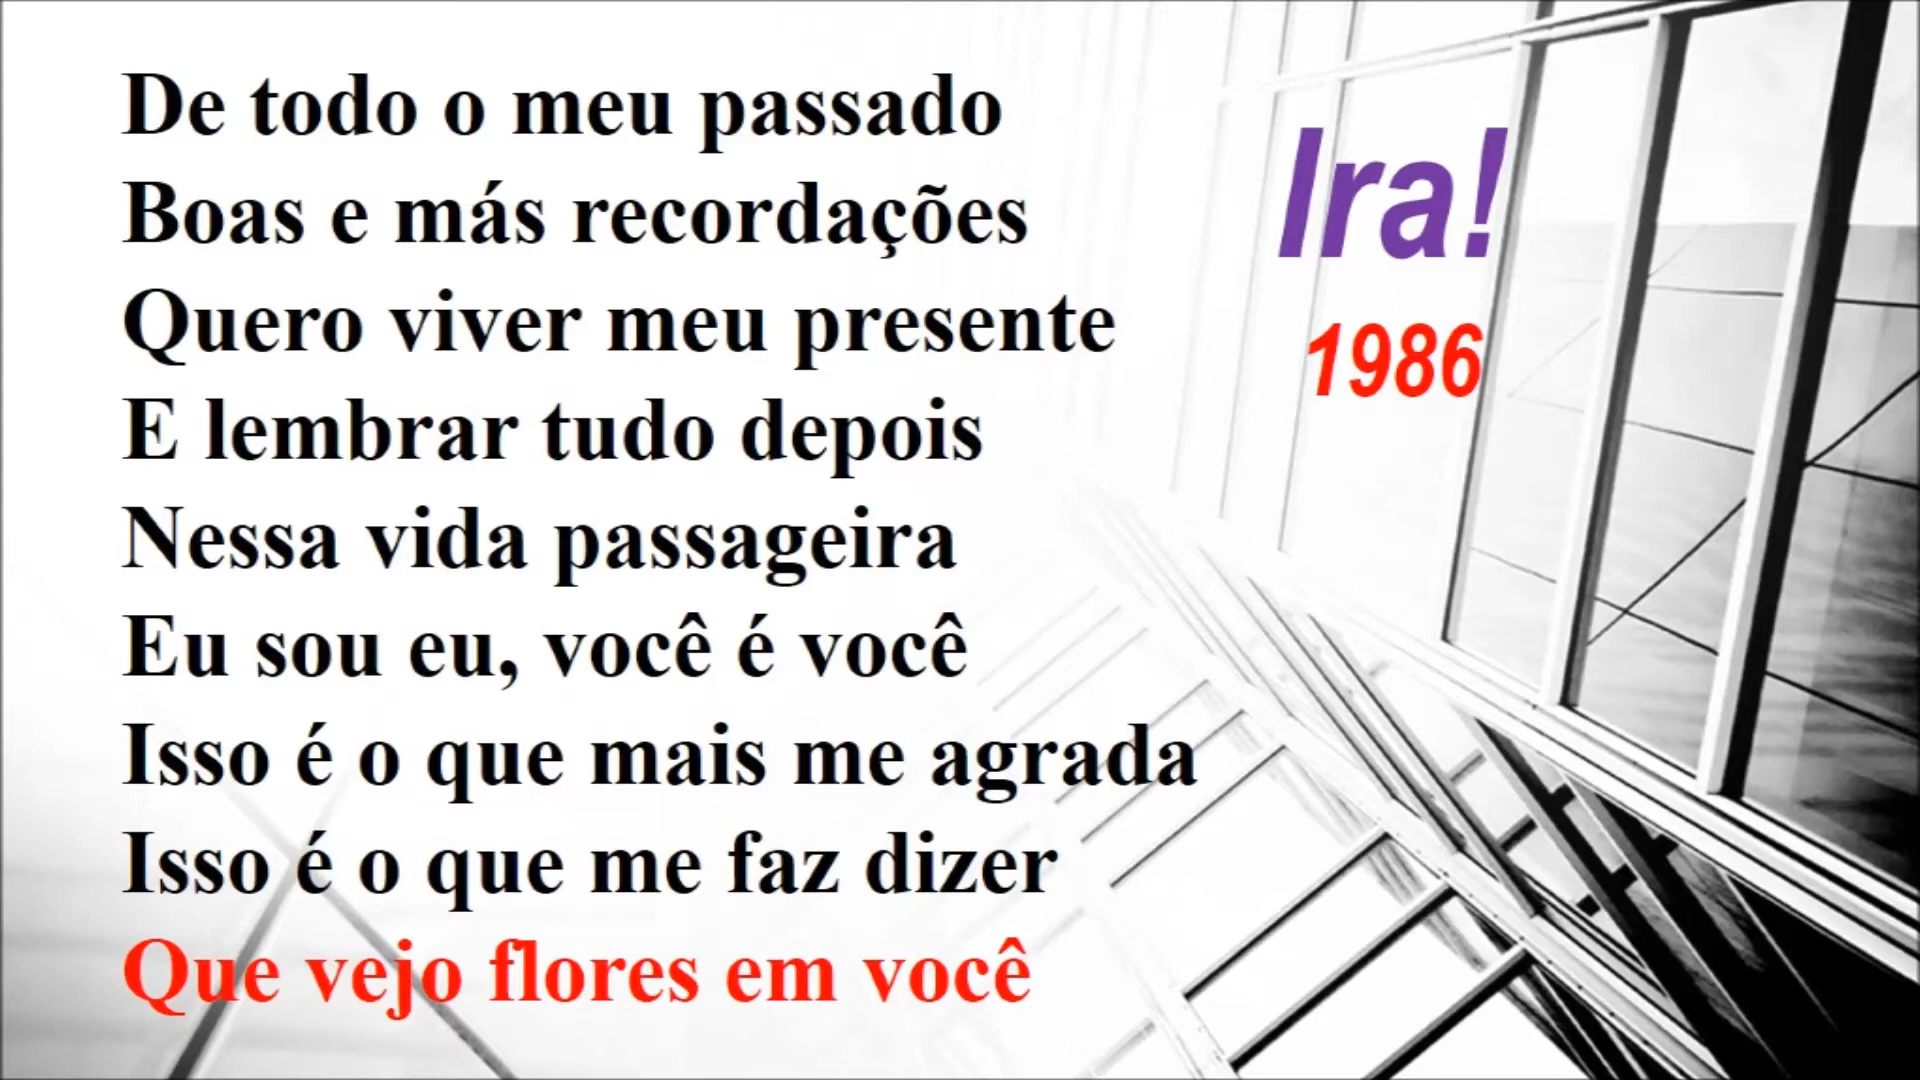 De todo o meu passado
Boas e más recordações
Quero viver meu presente
E lembrar tudo depois
Nessa vida passageira
Eu sou eu, você é você
Isso é o que mais me agrada
Isso é o que me faz dizer
Que vejo flores em você
Ira!
1986